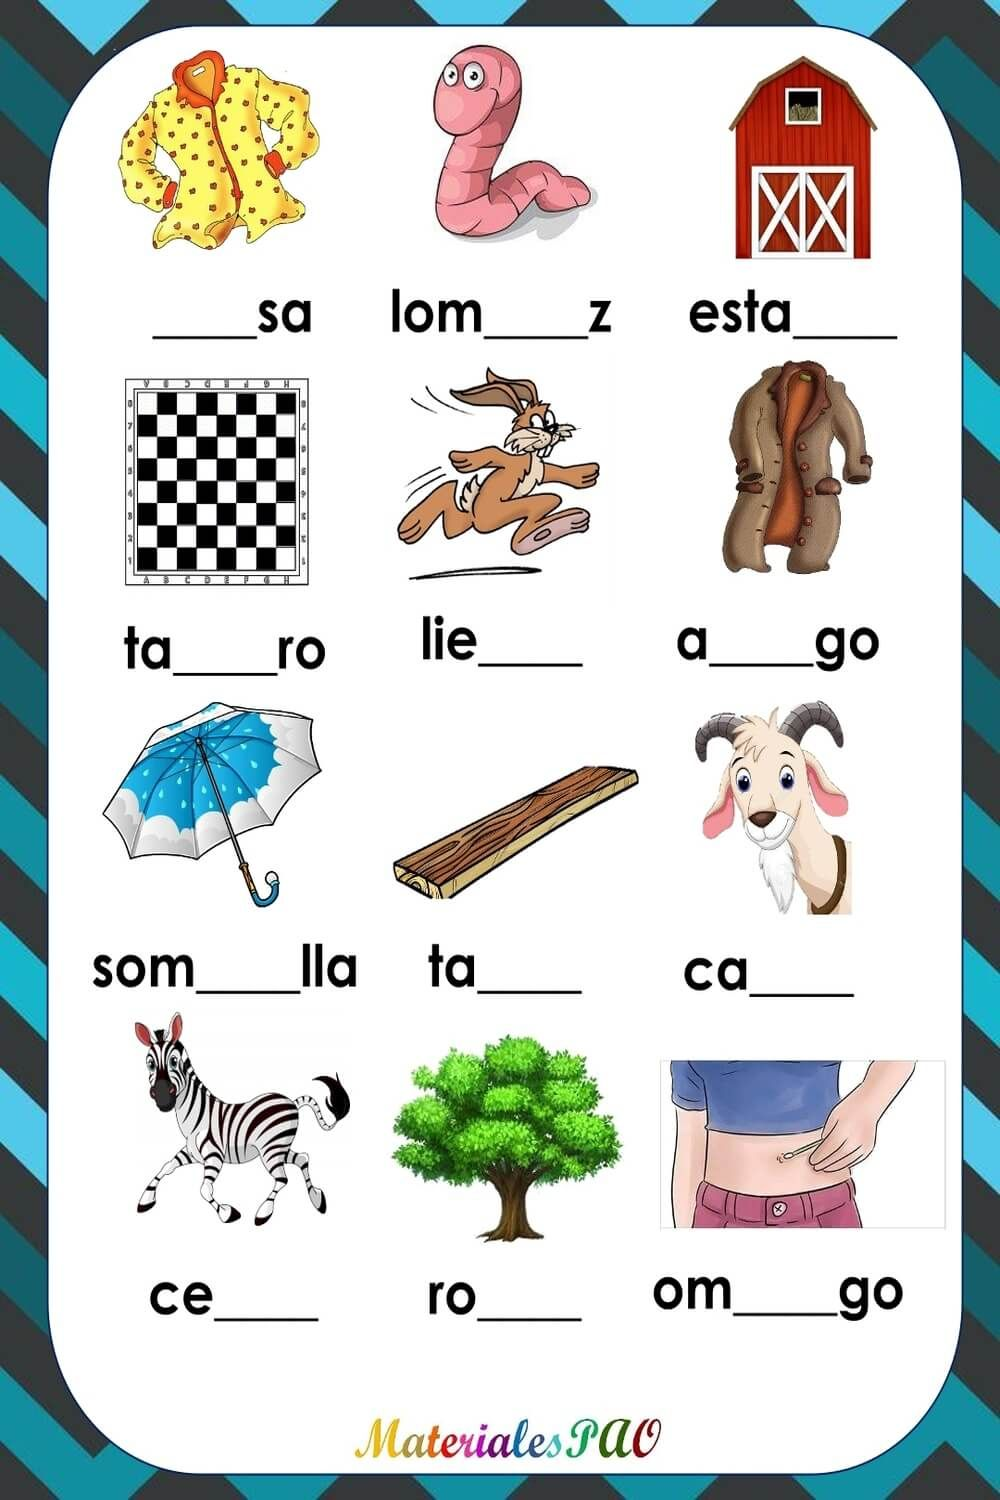 ____sa lom____z esta____
ta____ro lie____ a____go
som____lla ta____ ca____
ce____ ro____ om____go
MaterialesPAO